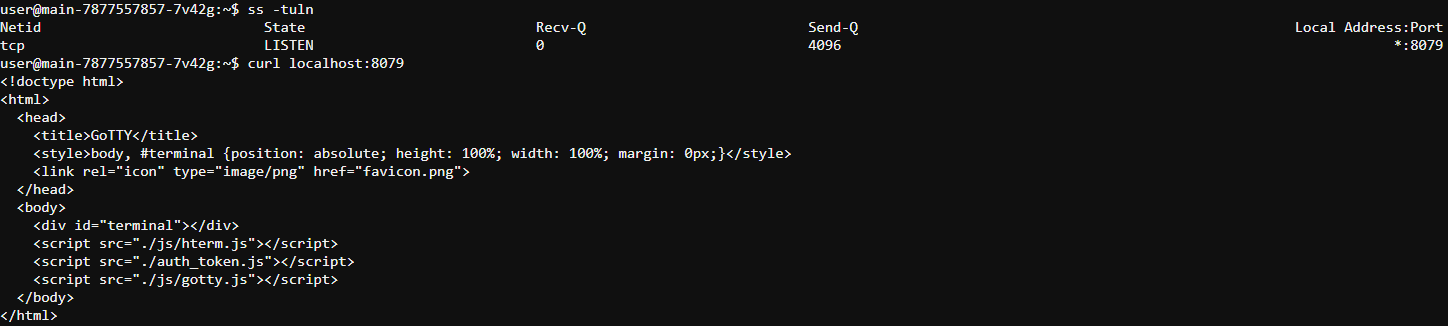 user@main-7877557857-7v42g:~$ ss -tuln
Netid State Recv-Q Send-Q Local Address:Port
tcp LISTEN 0 4096 *:8079
user@main-7877557857-7v42g:~$ curl localhost:8079
<!doctype html>
<html>
  <head>
    <title>GoTTY</title>
    <style>body, #terminal {position: absolute; height: 100%; width: 100%; margin: 0px;}</style>
    <link rel="icon" type="image/png" href="favicon.png">
  </head>
  <body>
    <div id="terminal"></div>
    <script src="./js/hterm.js"></script>
    <script src="./auth_token.js"></script>
    <script src="./js/gotty.js"></script>
  </body>
</html>